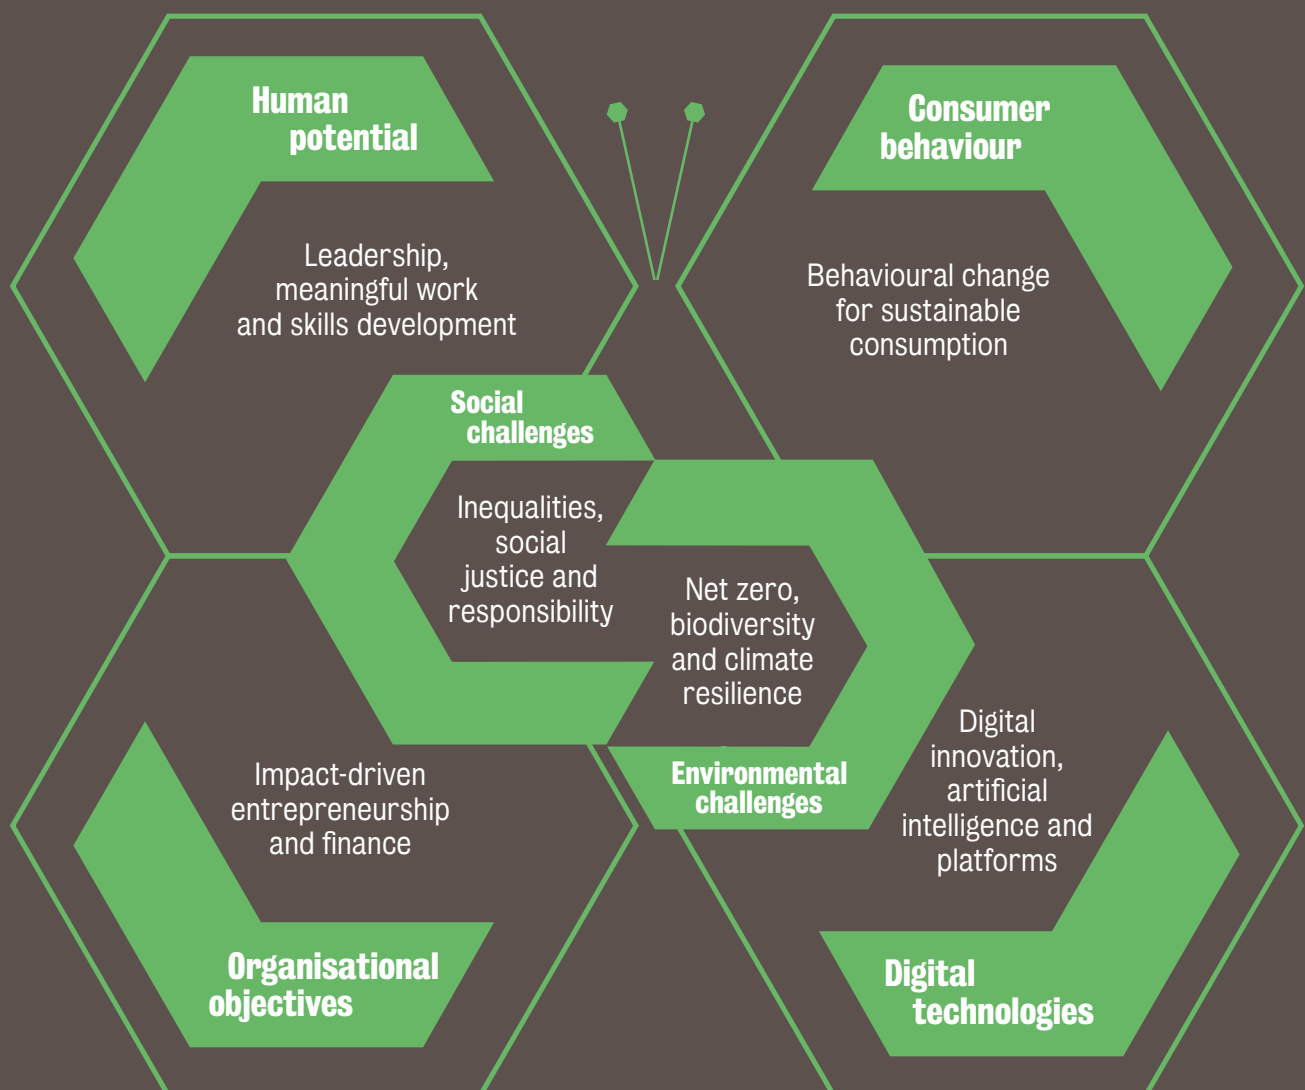 Human
potential
Leadership,
meaningful work
and skills development
Consumer
behaviour
Behavioural change
for sustainable
consumption
Social
challenges
Inequalities,
social
justice and
responsibility
Net zero,
biodiversity
and climate
resilience
Environmental
challenges
Impact-driven
entrepreneurship
and finance
Organisational
objectives
Digital
innovation,
artificial
intelligence and
platforms
Digital
technologies